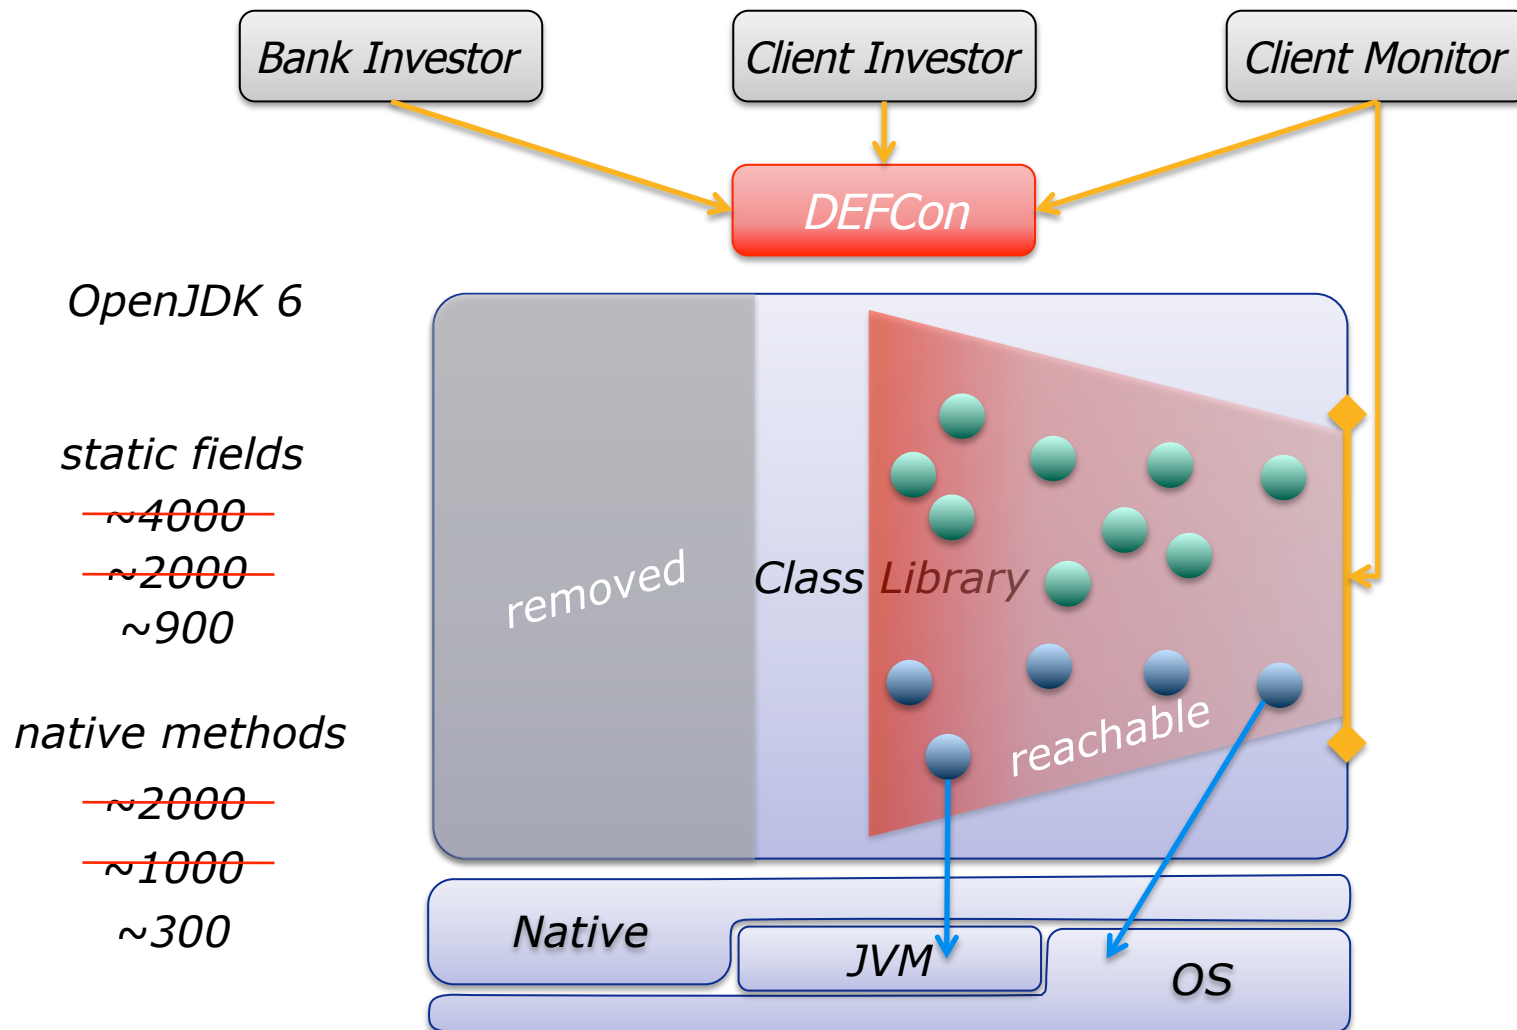 Bank Investor
Client Investor
Client Monitor
DEFCon
OpenJDK 6
static fields
~4000
~2000
~900
removed
Class Library
reachable
native methods
~2000
~1000
~300
Native
JVM
OS